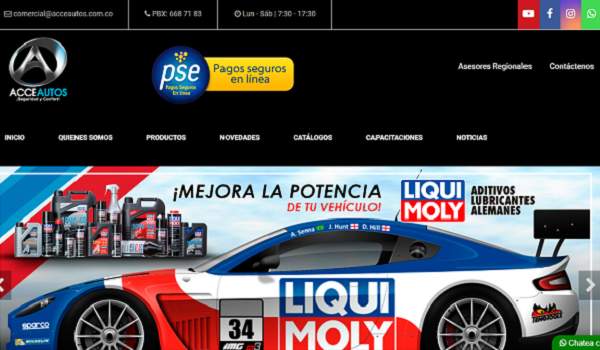 comercial@acceautos.com.co
PBX: 668 71 83
Lun - Sáb | 7:30 - 17:30
ACCEAUTOS
¡Seguridad y Confort!
pse
Pagos Seguros
En Línea
Pagos seguros
en línea
Asesores Regionales
Contáctenos
INICIO
QUIENES SOMOS
PRODUCTOS
NOVEDADES
CATÁLOGOS
CAPACITACIONES
NOTICIAS
¡MEJORA LA POTENCIA
DE TU VEHÍCULO!
LIQUI
MOLY
ADITIVOS
LUBRICANTES
ALEMANES
A. Senna
J. Hunt
D. Hill
LIQUI
MOLY
34
sparco
MICHELIN
TENGTOOLS
Chatea c